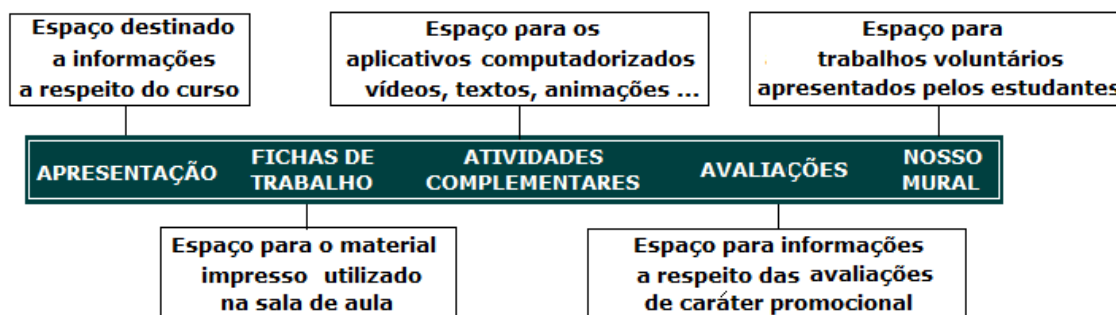 Espaço destinado
a informações
a respeito do curso
Espaço para os
aplicativos computadorizados
vídeos, textos, animações ...
Espaço para
trabalhos voluntários
apresentados pelos estudantes
APRESENTAÇÃO
FICHAS DE
TRABALHO
ATIVIDADES
COMPLEMENTARES
AVALIAÇÕES
NOSSO
MURAL
Espaço para o material
impresso utilizado
na sala de aula
Espaço para informações
a respeito das avaliações
de caráter promocional